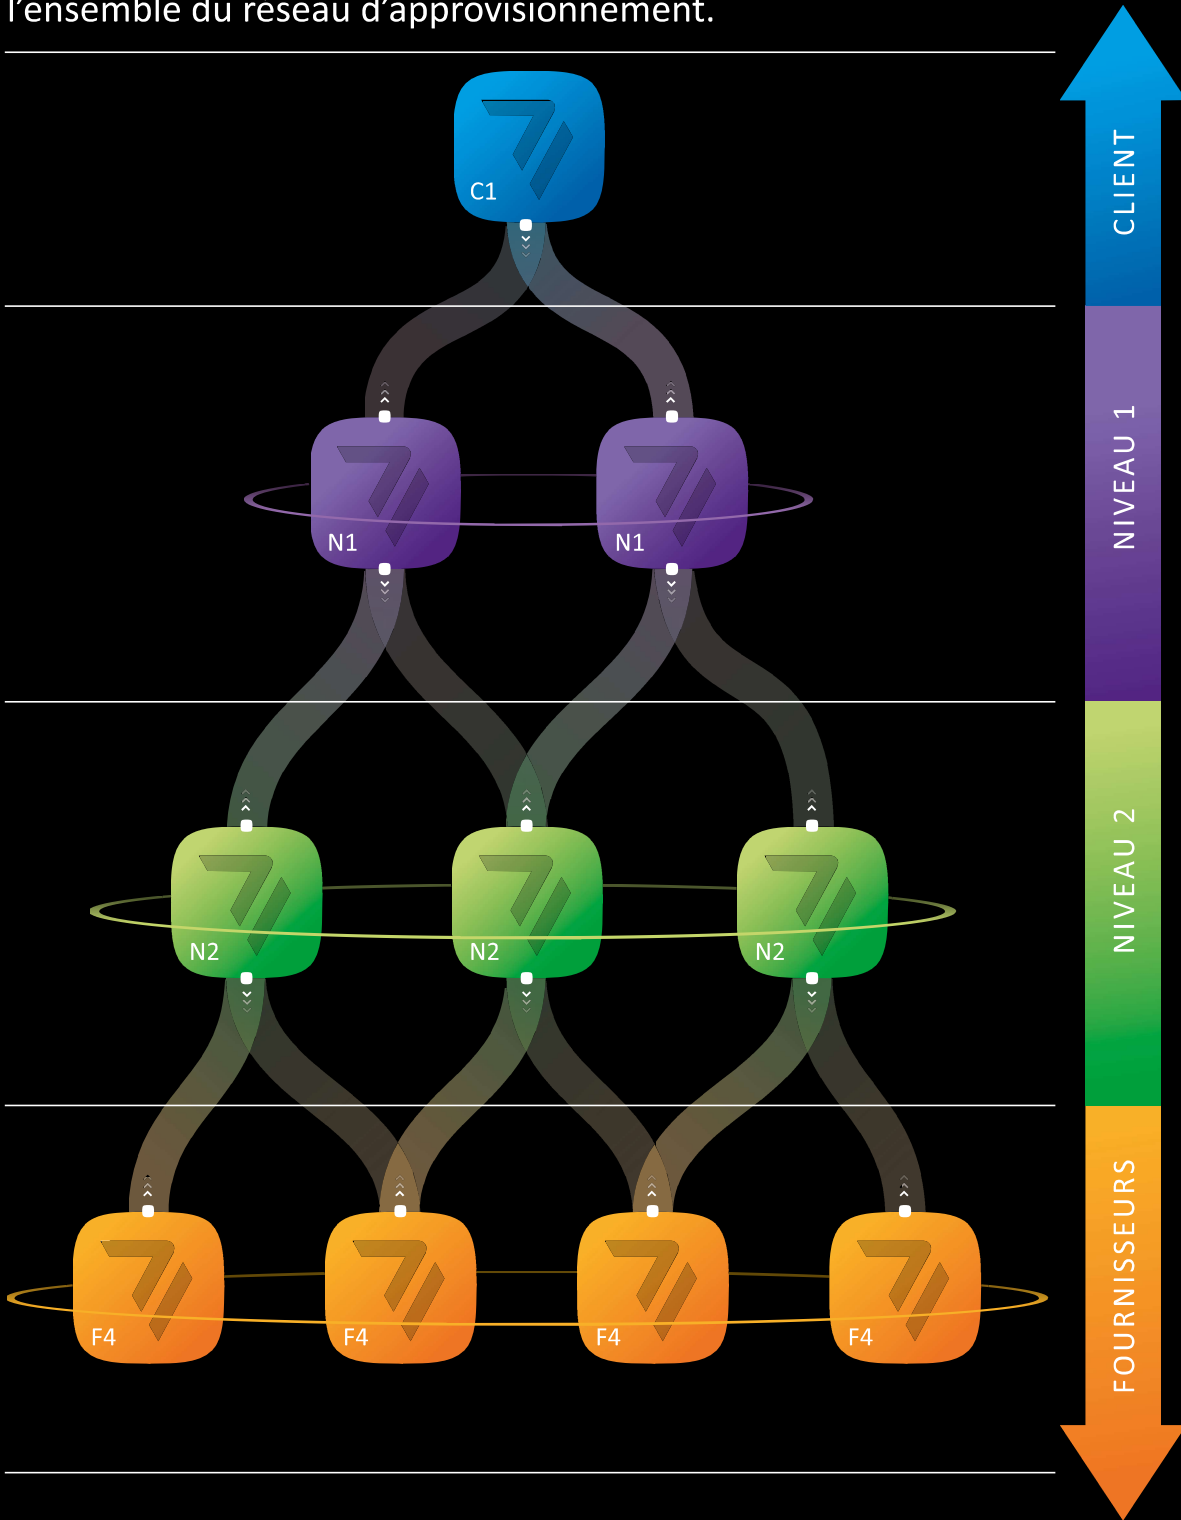 l’ensemble du réseau d’approvisionnement.
C1
CLIENT
N1
N1
NIVEAU 1
N2
N2
N2
NIVEAU 2
F4
F4
F4
F4
FOURNISSEURS